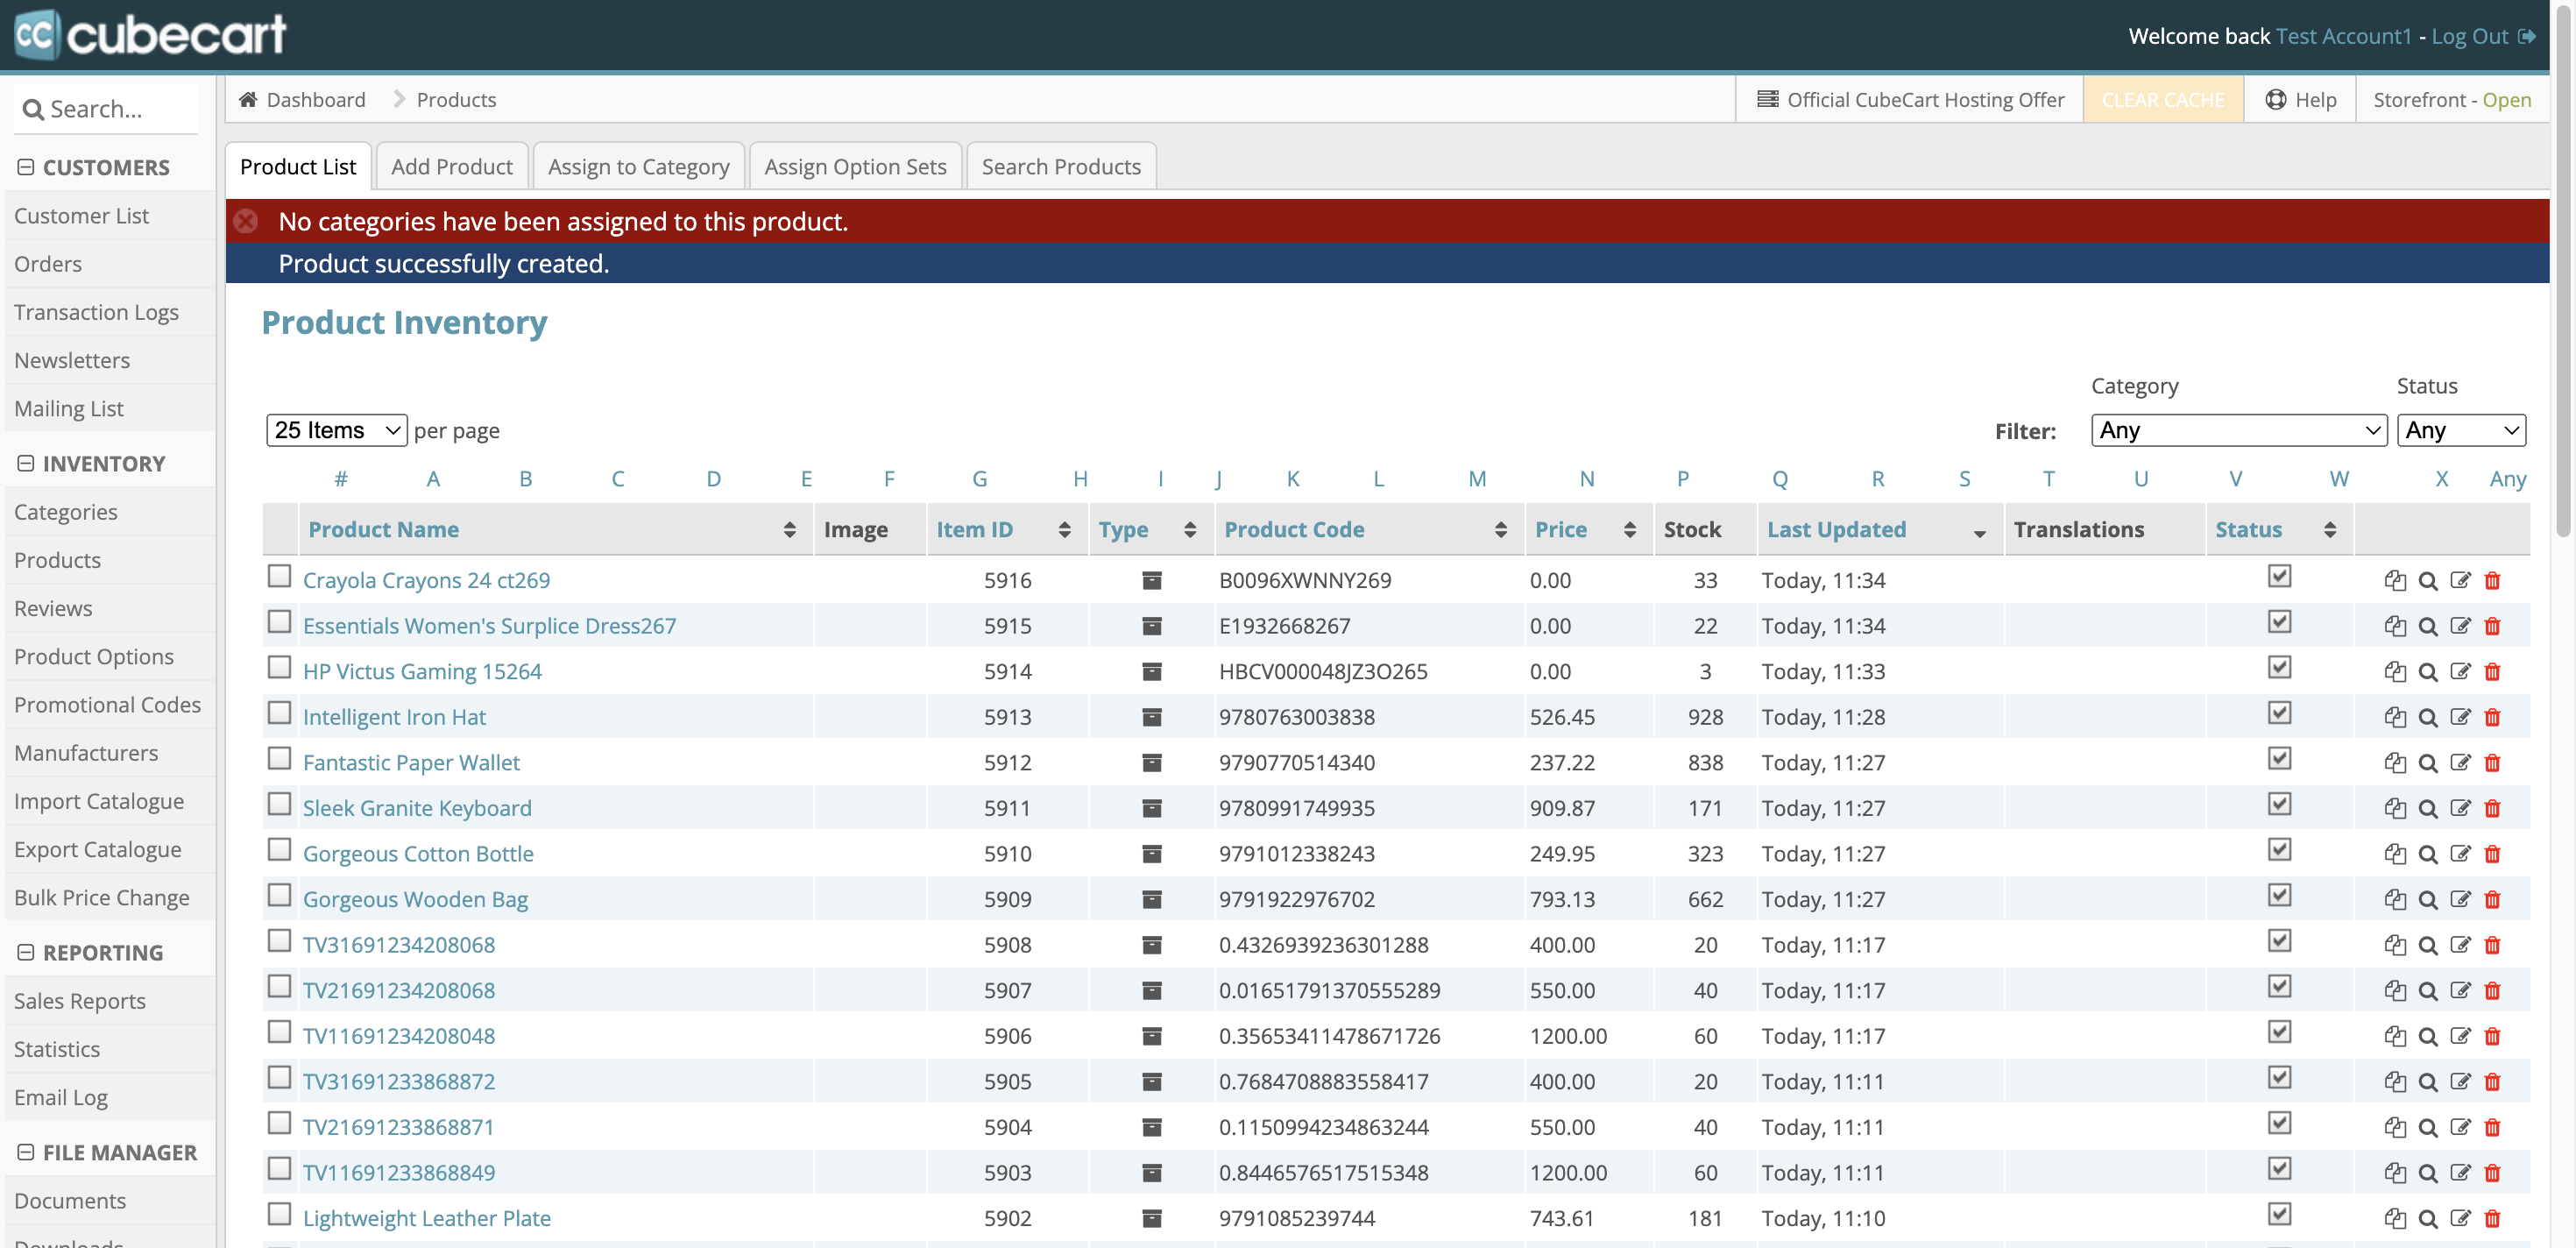 cc cubecart
Welcome back Test Account1 - Log Out
Search...
Dashboard Products
Official CubeCart Hosting Offer CLEAR CACHE Help Storefront - Open
CUSTOMERS
Customer List
Orders
Transaction Logs
Newsletters
Mailing List
INVENTORY
Categories
Products
Reviews
Product Options
Promotional Codes
Manufacturers
Import Catalogue
Export Catalogue
Bulk Price Change
REPORTING
Sales Reports
Statistics
Email Log
FILE MANAGER
Documents
Downloads
Product List Add Product Assign to Category Assign Option Sets Search Products
No categories have been assigned to this product.
Product successfully created.
Product Inventory
Category Status
25 Items per page Filter: Any Any
# A B C D E F G H I J K L M N P Q R S T U V W X Any
Product Name Image Item ID Type Product Code Price Stock Last Updated Translations Status
Crayola Crayons 24 ct269 5916 B0096XWNNY269 0.00 33 Today, 11:34
Essentials Women's Surplice Dress267 5915 E1932668267 0.00 22 Today, 11:34
HP Victus Gaming 15264 5914 HBCV000048JZ3O265 0.00 3 Today, 11:33
Intelligent Iron Hat 5913 9780763003838 526.45 928 Today, 11:28
Fantastic Paper Wallet 5912 9790770514340 237.22 838 Today, 11:27
Sleek Granite Keyboard 5911 9780991749935 909.87 171 Today, 11:27
Gorgeous Cotton Bottle 5910 9791012338243 249.95 323 Today, 11:27
Gorgeous Wooden Bag 5909 9791922976702 793.13 662 Today, 11:27
TV31691234208068 5908 0.4326939236301288 400.00 20 Today, 11:17
TV21691234208068 5907 0.01651791370555289 550.00 40 Today, 11:17
TV11691234208048 5906 0.35653411478671726 1200.00 60 Today, 11:17
TV31691233868872 5905 0.7684708883558417 400.00 20 Today, 11:11
TV21691233868871 5904 0.1150994234863244 550.00 40 Today, 11:11
TV11691233868849 5903 0.8446576517515348 1200.00 60 Today, 11:11
Lightweight Leather Plate 5902 9791085239744 743.61 181 Today, 11:10